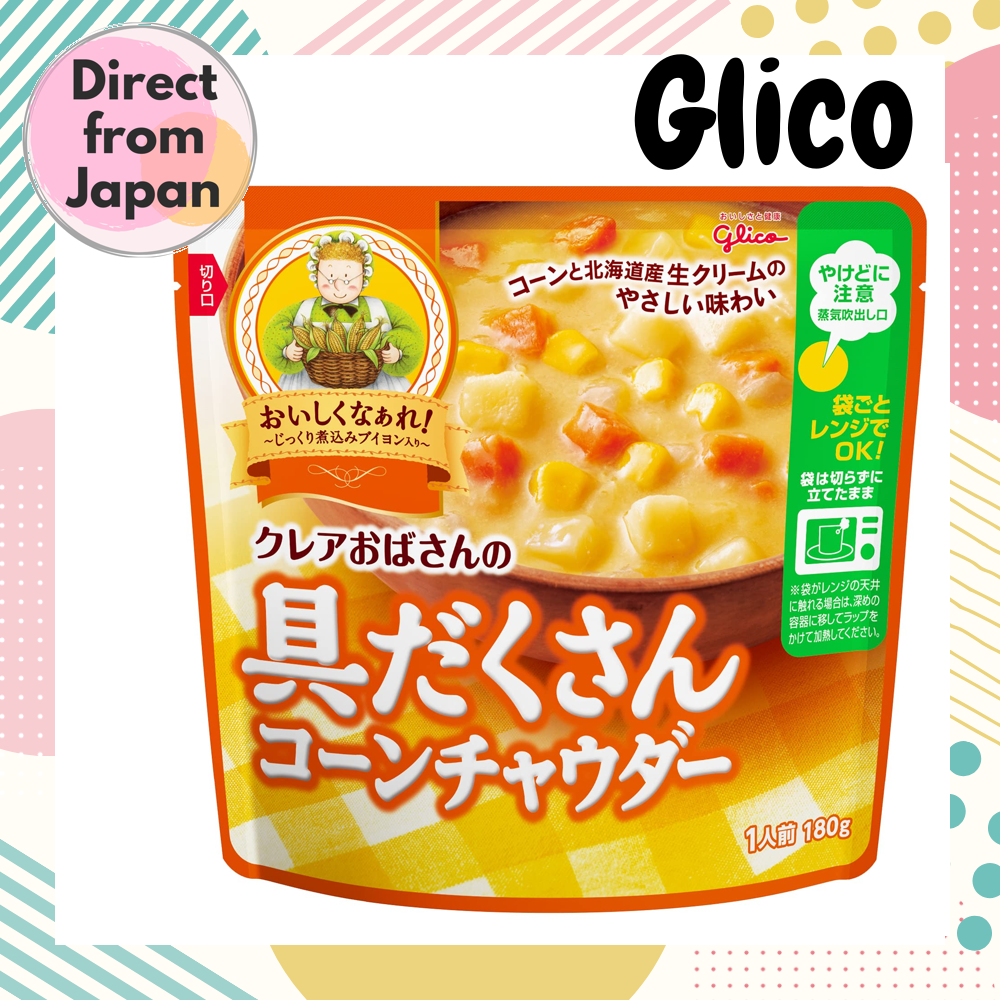 Direct
from
Japan
Glico
切り口
おいしさと健康
Glico
コーンと北海道産生クリームの
やさしい味わい
やけどに
注意
蒸気吹出し口
袋ごと
レンジで
OK!
袋は切らずに
立てたまま
※袋がレンジの天井
に触れる場合は、深めの
容器に移してラップを
かけて加熱してください。
おいしくなぁれ!
~じっくり煮込みブイヨン入り~
クレアおばさんの
具だくさん
コーンチャウダー
1人前 180g